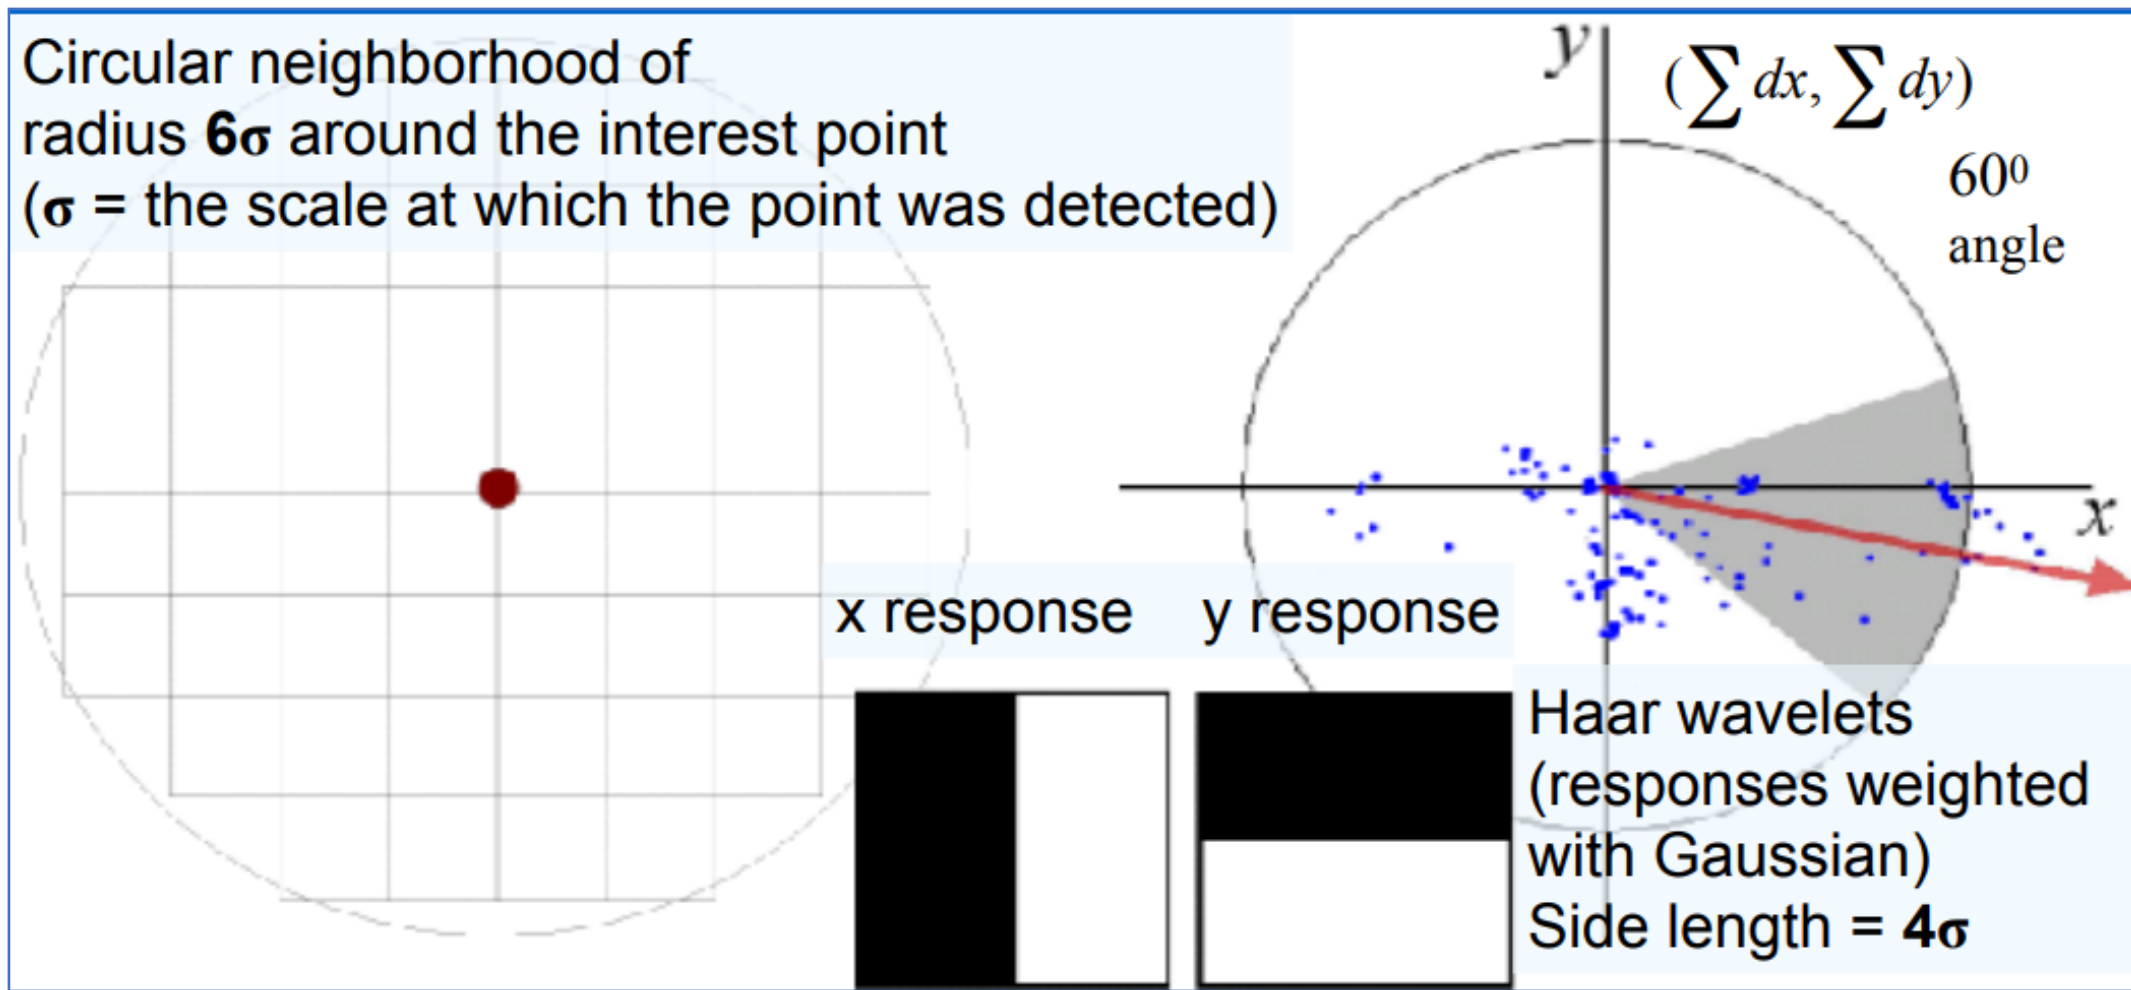 Circular neighborhood of
radius 6σ around the interest point
(σ = the scale at which the point was detected)
y
(∑ dx, ∑ dy)
60⁰
angle
x
x response
y response
Haar wavelets
(responses weighted
with Gaussian)
Side length = 4σ